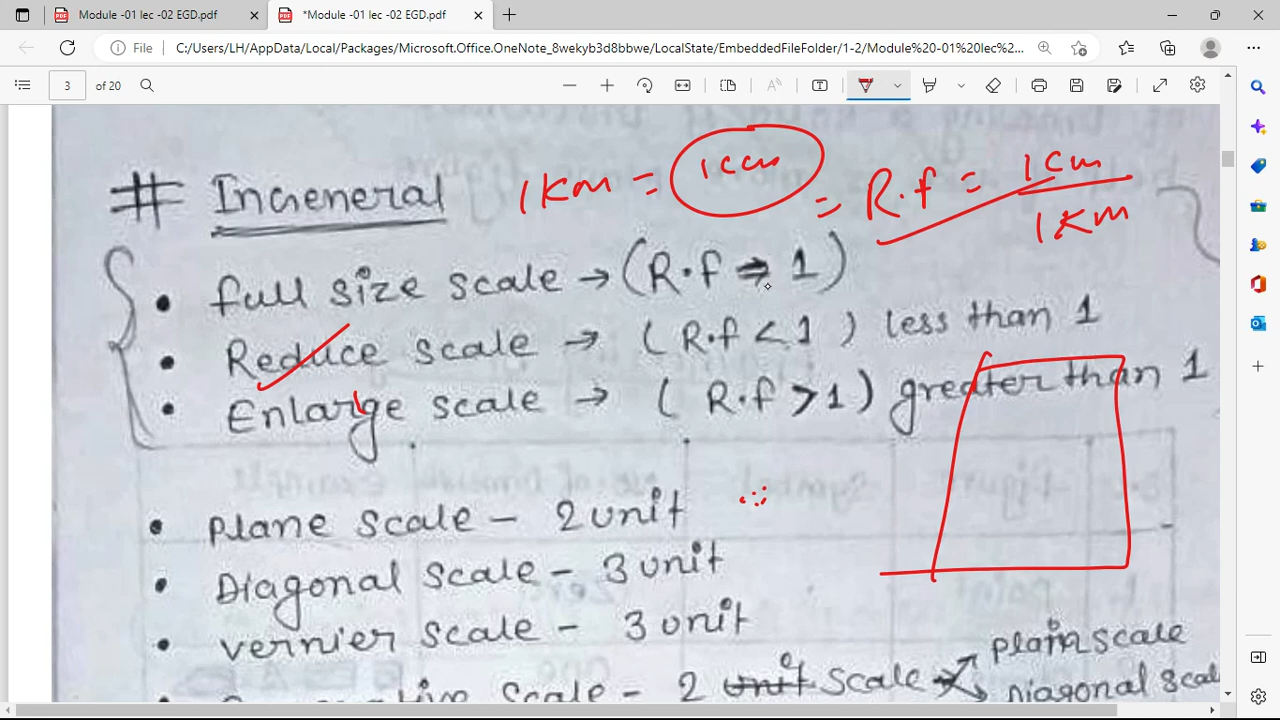 Module -01 lec -02 EGD.pdf
*Module -01 lec -02 EGD.pdf
File
C:/Users/LH/AppData/Local/Packages/Microsoft.Office.OneNote_8wekyb3d8bbwe/LocalState/EmbeddedFileFolder/1-2/Module%20-01%20lec%2...
3 of 20
# Ingeneral
1 Km = 1 cm = R.f = 1 cm / 1 Km
• full size scale → (R.f = 1)
• Reduce scale → (R.f < 1) less than 1
• Enlarge scale → (R.f > 1) greater than 1
• Plane Scale - 2 unit
• Diagonal scale - 3 unit
• vernier scale - 3 unit
scale - 2 unit scale
plain scale
Diagonal scal